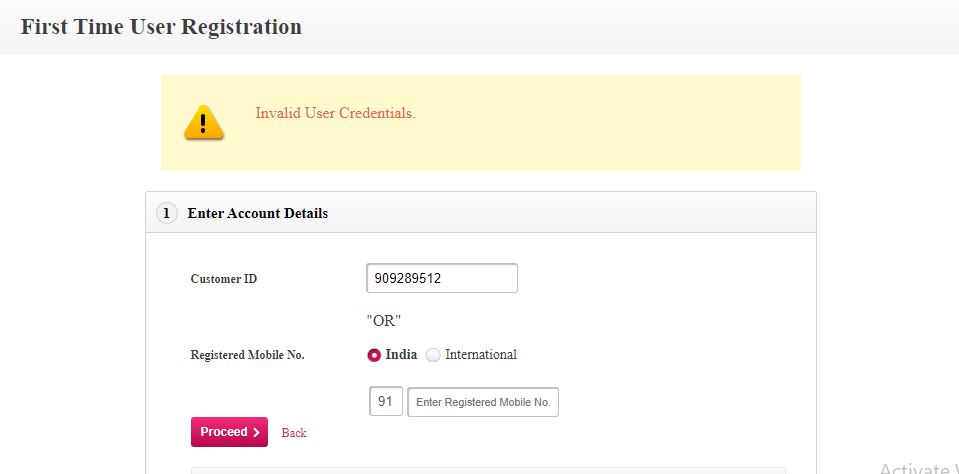 First Time User Registration
Invalid User Credentials.
1 Enter Account Details
Customer ID 909289512
"OR"
Registered Mobile No. India International
91 Enter Registered Mobile No.
Proceed Back
Activate